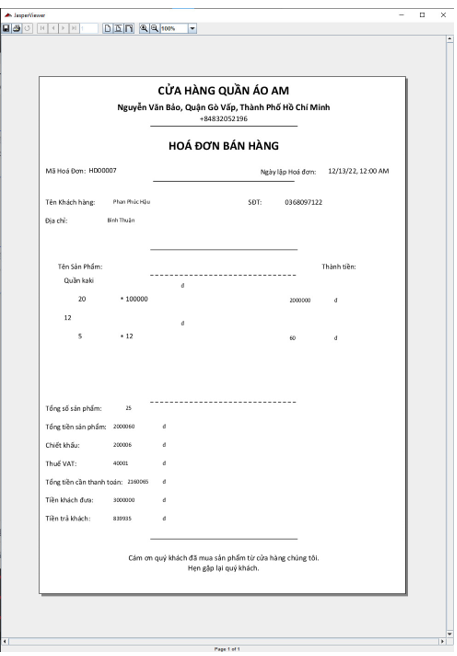 JasperViewer
100%
CỬA HÀNG QUẦN ÁO AM
Nguyễn Văn Bảo, Quận Gò Vấp, Thành Phố Hồ Chí Minh
+84832052196
HOÁ ĐƠN BÁN HÀNG
Mã Hoá Đơn: HD00007 Ngày lập Hoá đơn: 12/13/22, 12:00 AM
Tên Khách hàng: Phan Phúc Hậu SĐT: 0368097122
Địa chỉ: Bình Thuận
Tên Sản Phẩm: Thành tiền:
Quần kaki đ
20 * 100000 2000000 đ
12 đ
5 * 12 60 đ
Tổng số sản phẩm: 25
Tổng tiền sản phẩm: 2000060 đ
Chiết khấu: 200006 đ
Thuế VAT: 40001 đ
Tổng tiền cần thanh toán: 2160065 đ
Tiền khách đưa: 3000000 đ
Tiền trả khách: 839935 đ
Cám ơn quý khách đã mua sản phẩm từ cửa hàng chúng tôi.
Hẹn gặp lại quý khách.
Page 1 of 1